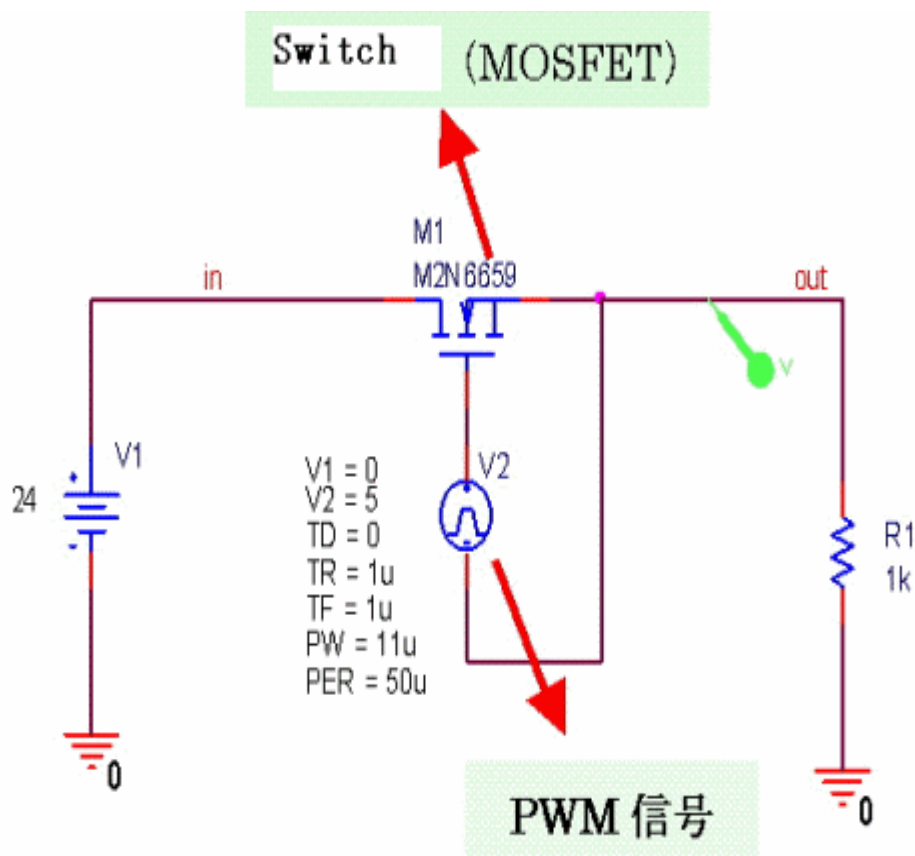 Switch (MOSFET)
M1
M2N6659
in
out
V
V1
24
V2
V1 = 0
V2 = 5
TD = 0
TR = 1u
TF = 1u
PW = 11u
PER = 50u
R1
1k
0
0
PWM 信号